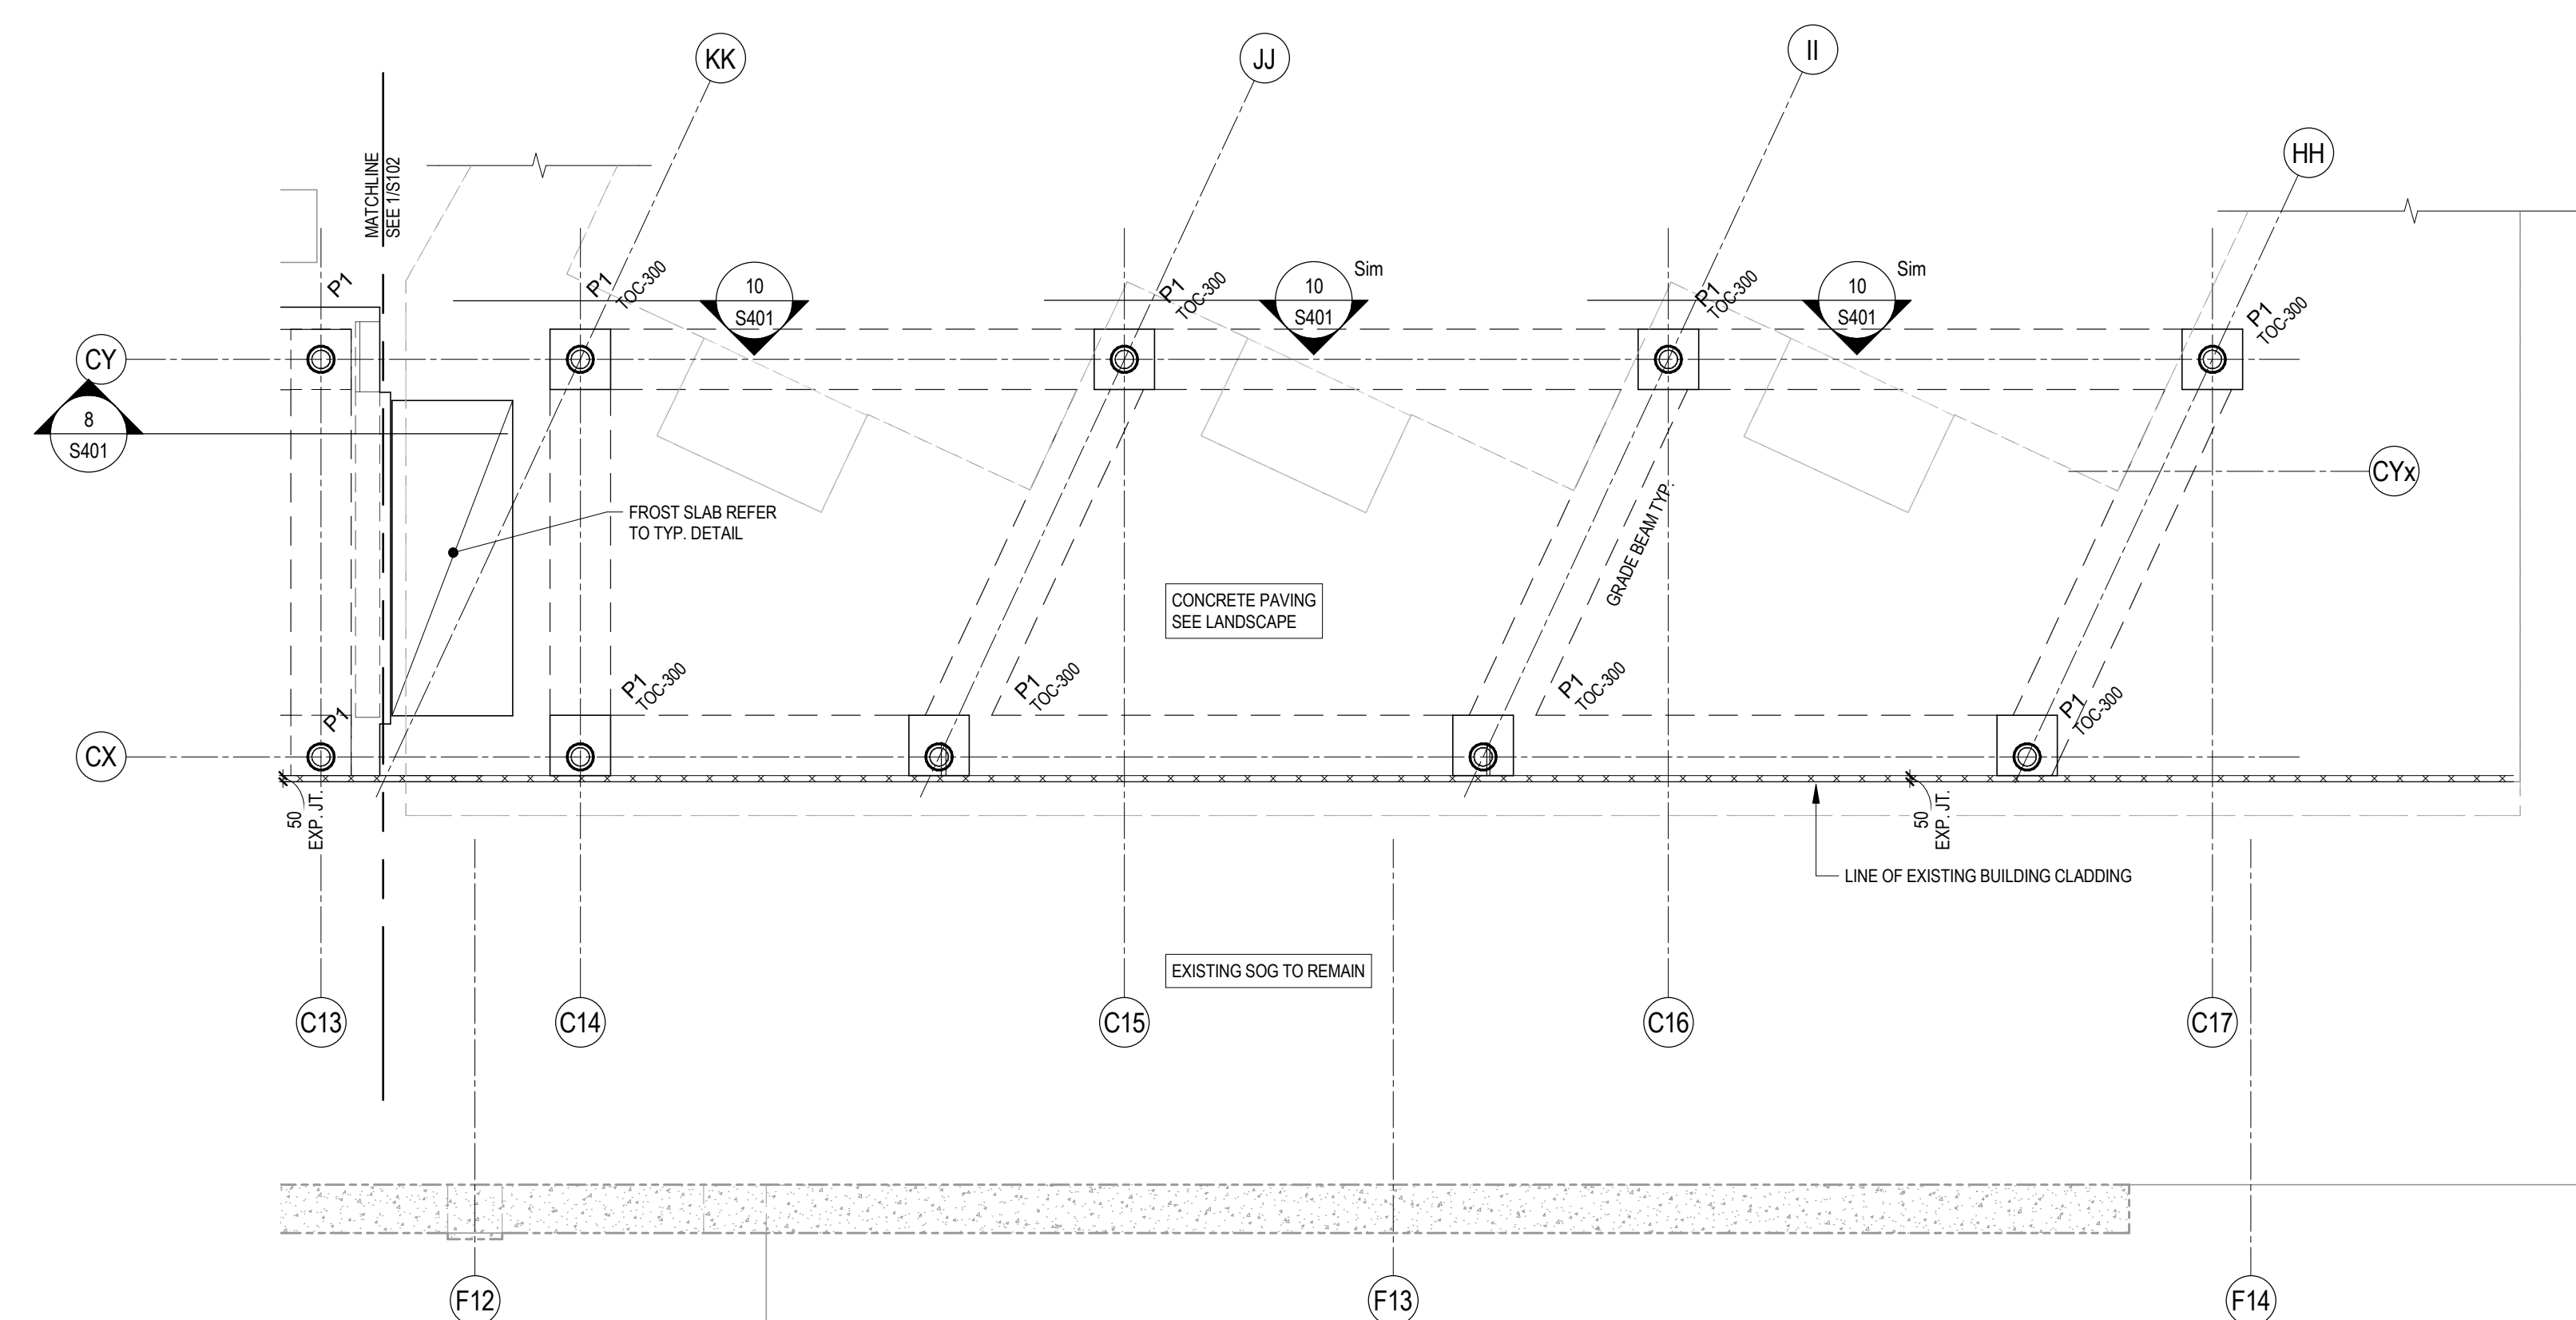 KK
JJ
II
HH
MATCHLINE
SEE 1/S102
P1
P1
TOC-300
10
S401
P1
TOC-300
10
S401
Sim
P1
TOC-300
10
S401
Sim
P1
TOC-300
CY
8
S401
CYx
FROST SLAB REFER
TO TYP. DETAIL
GRADE BEAM TYP.
CONCRETE PAVING
SEE LANDSCAPE
P1
P1
TOC-300
P1
TOC-300
P1
TOC-300
P1
TOC-300
CX
50
EXP. JT.
50
EXP. JT.
LINE OF EXISTING BUILDING CLADDING
EXISTING SOG TO REMAIN
C13
C14
C15
C16
C17
F12
F13
F14